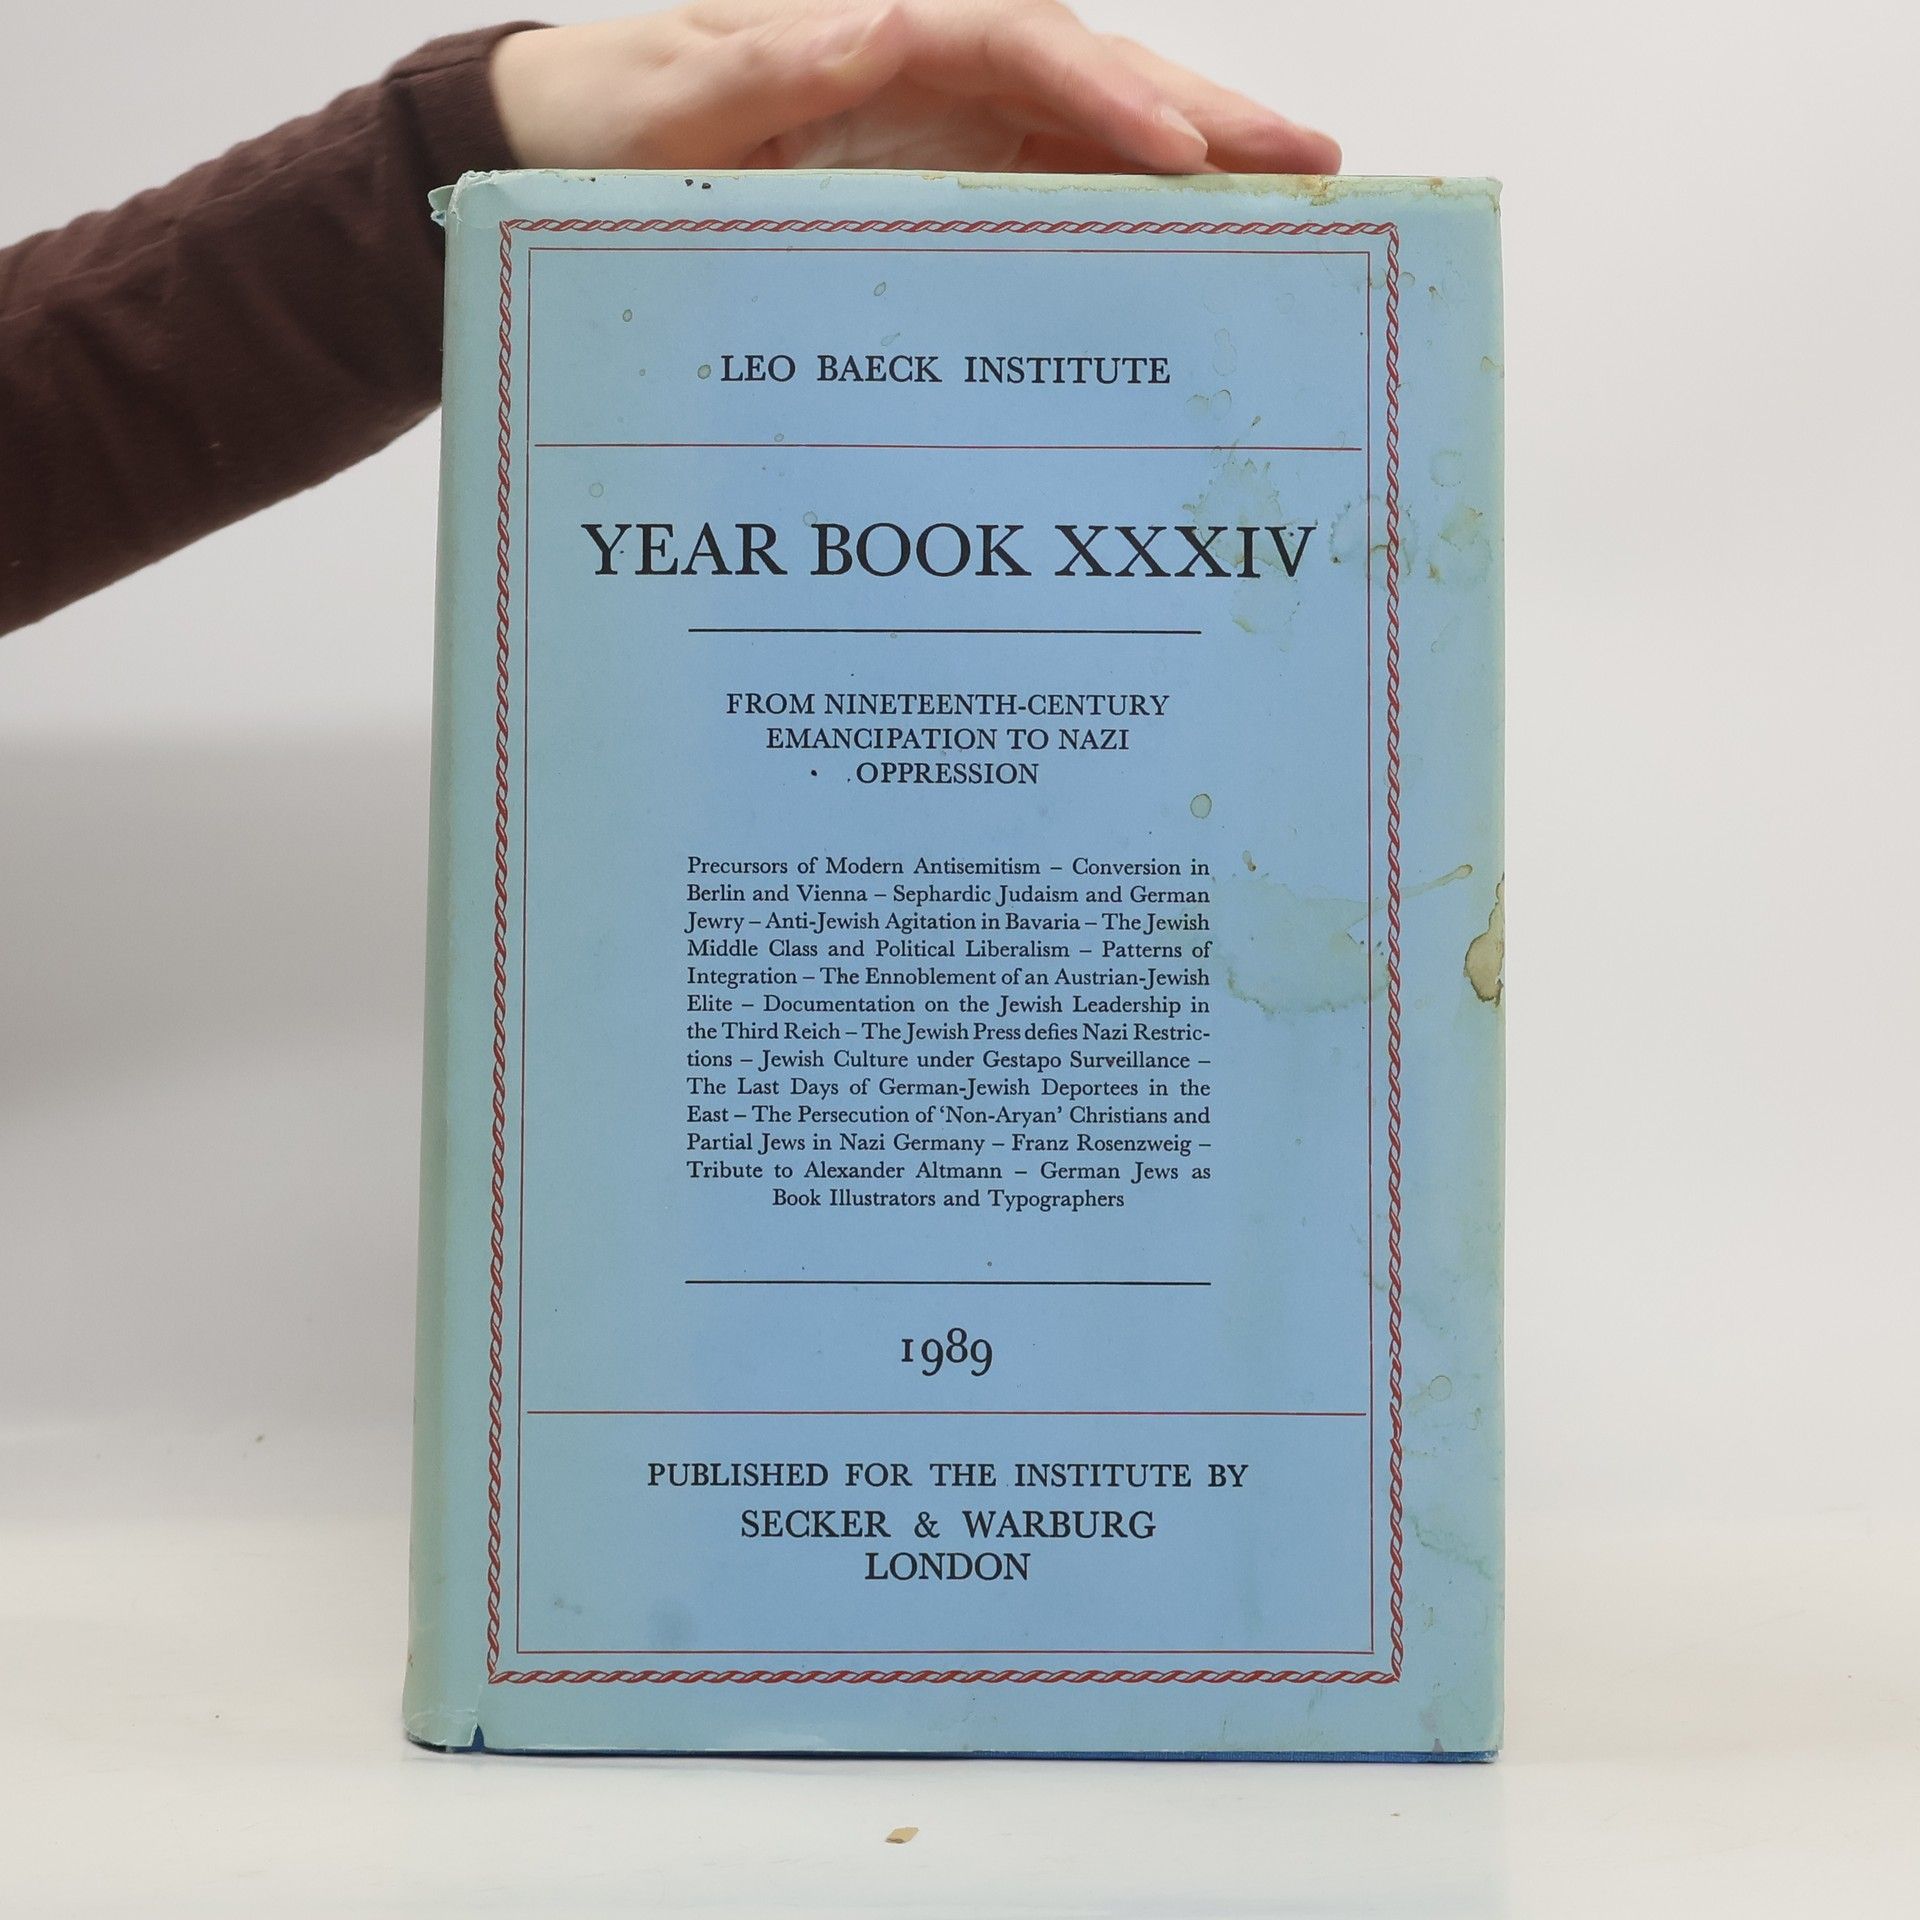 LEO BAECK INSTITUTE
YEAR BOOK XXXIV
FROM NINETEENTH-CENTURY
EMANCIPATION TO NAZI
OPPRESSION
Precursors of Modern Antisemitism – Conversion in
Berlin and Vienna – Sephardic Judaism and German
Jewry – Anti-Jewish Agitation in Bavaria – The Jewish
Middle Class and Political Liberalism – Patterns of
Integration – The Ennoblement of an Austrian-Jewish
Elite – Documentation on the Jewish Leadership in
the Third Reich – The Jewish Press defies Nazi Restric-
tions – Jewish Culture under Gestapo Surveillance –
The Last Days of German-Jewish Deportees in the
East – The Persecution of ‘Non-Aryan’ Christians and
Partial Jews in Nazi Germany – Franz Rosenzweig –
Tribute to Alexander Altmann – German Jews as
Book Illustrators and Typographers
1989
PUBLISHED FOR THE INSTITUTE BY
SECKER & WARBURG
LONDON